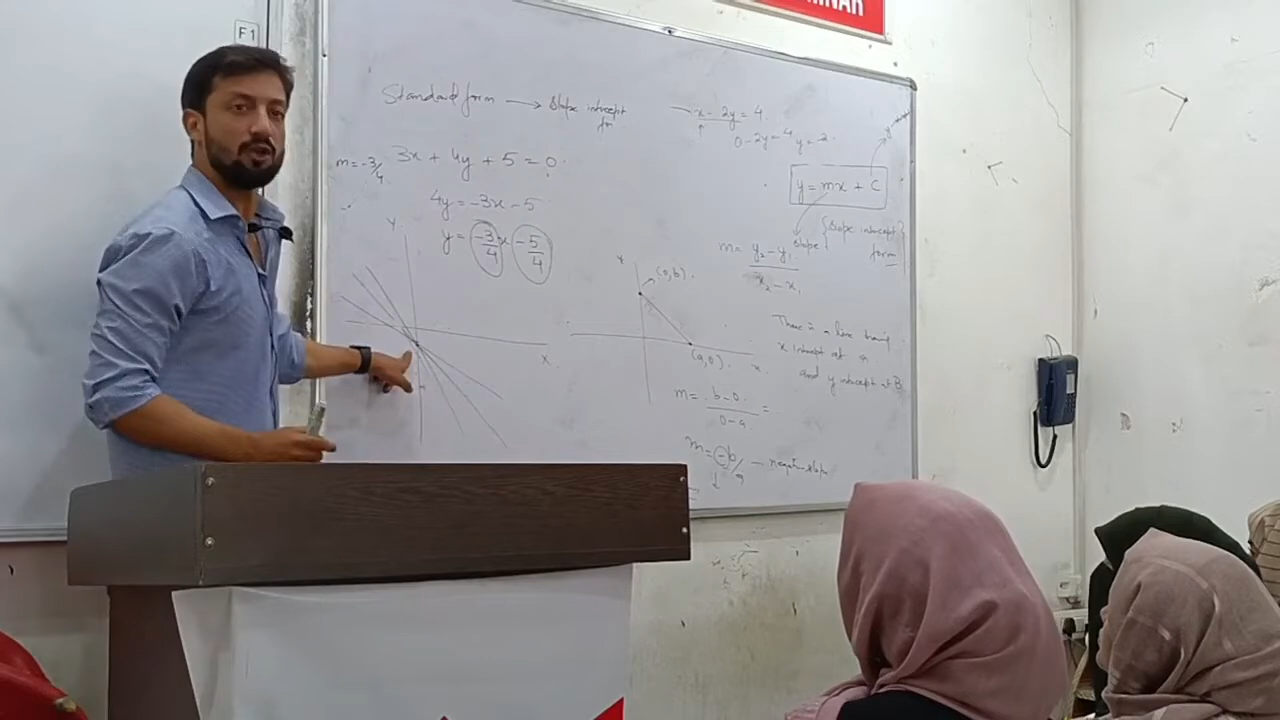 F1
MINAR
Standard form → Slope intercept
x - 2y = 4.
0 - 2y = 4 y = -2.
m = -3/4 3x + 4y + 5 = 0.
4y = -3x - 5
y = -3/4 x -5/4
y = mx + C
{Slope intercept}
form
Slope
m = y₂ - y₁
x₂ - x₁
Y
X
Y
(0,b).
(a,0).
x
There is a line having
x intercept at a
and y intercept at B
m = b - 0 =
0 - a
m = -b/a — negative slope